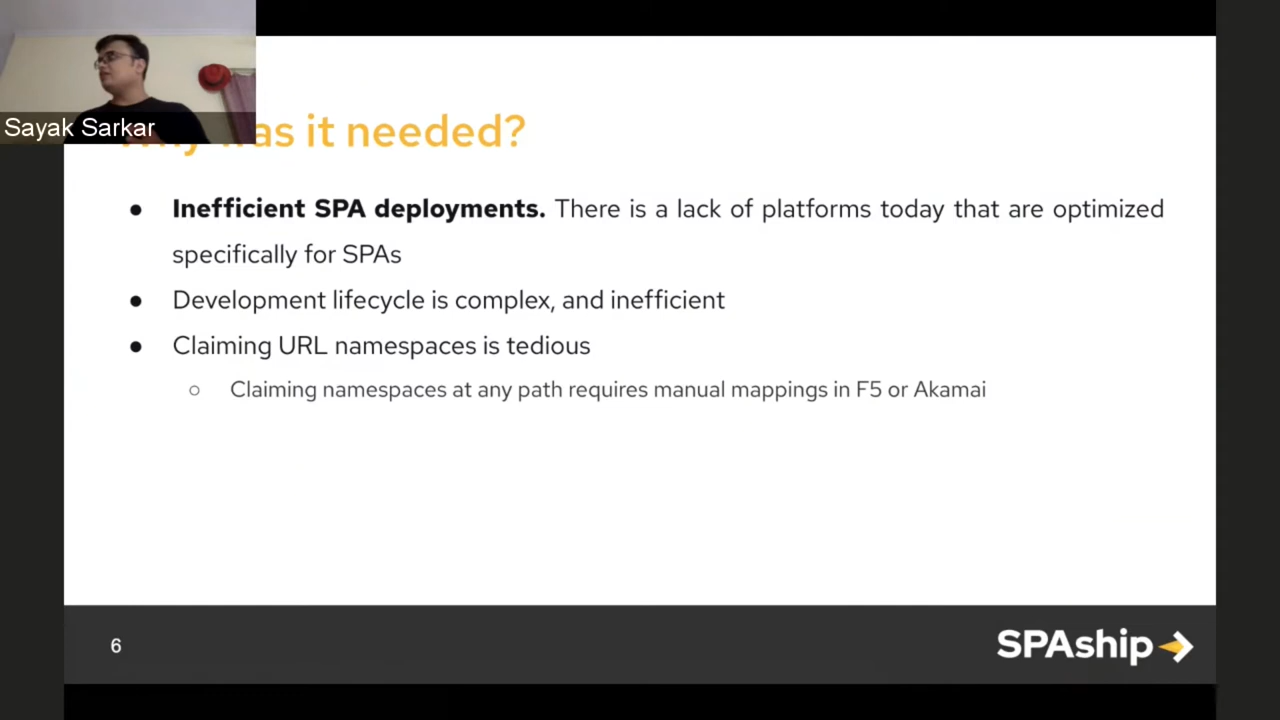 Sayak Sarkar
as it needed?
● Inefficient SPA deployments. There is a lack of platforms today that are optimized
specifically for SPAs
● Development lifecycle is complex, and inefficient
● Claiming URL namespaces is tedious
○ Claiming namespaces at any path requires manual mappings in F5 or Akamai
6
SPAship